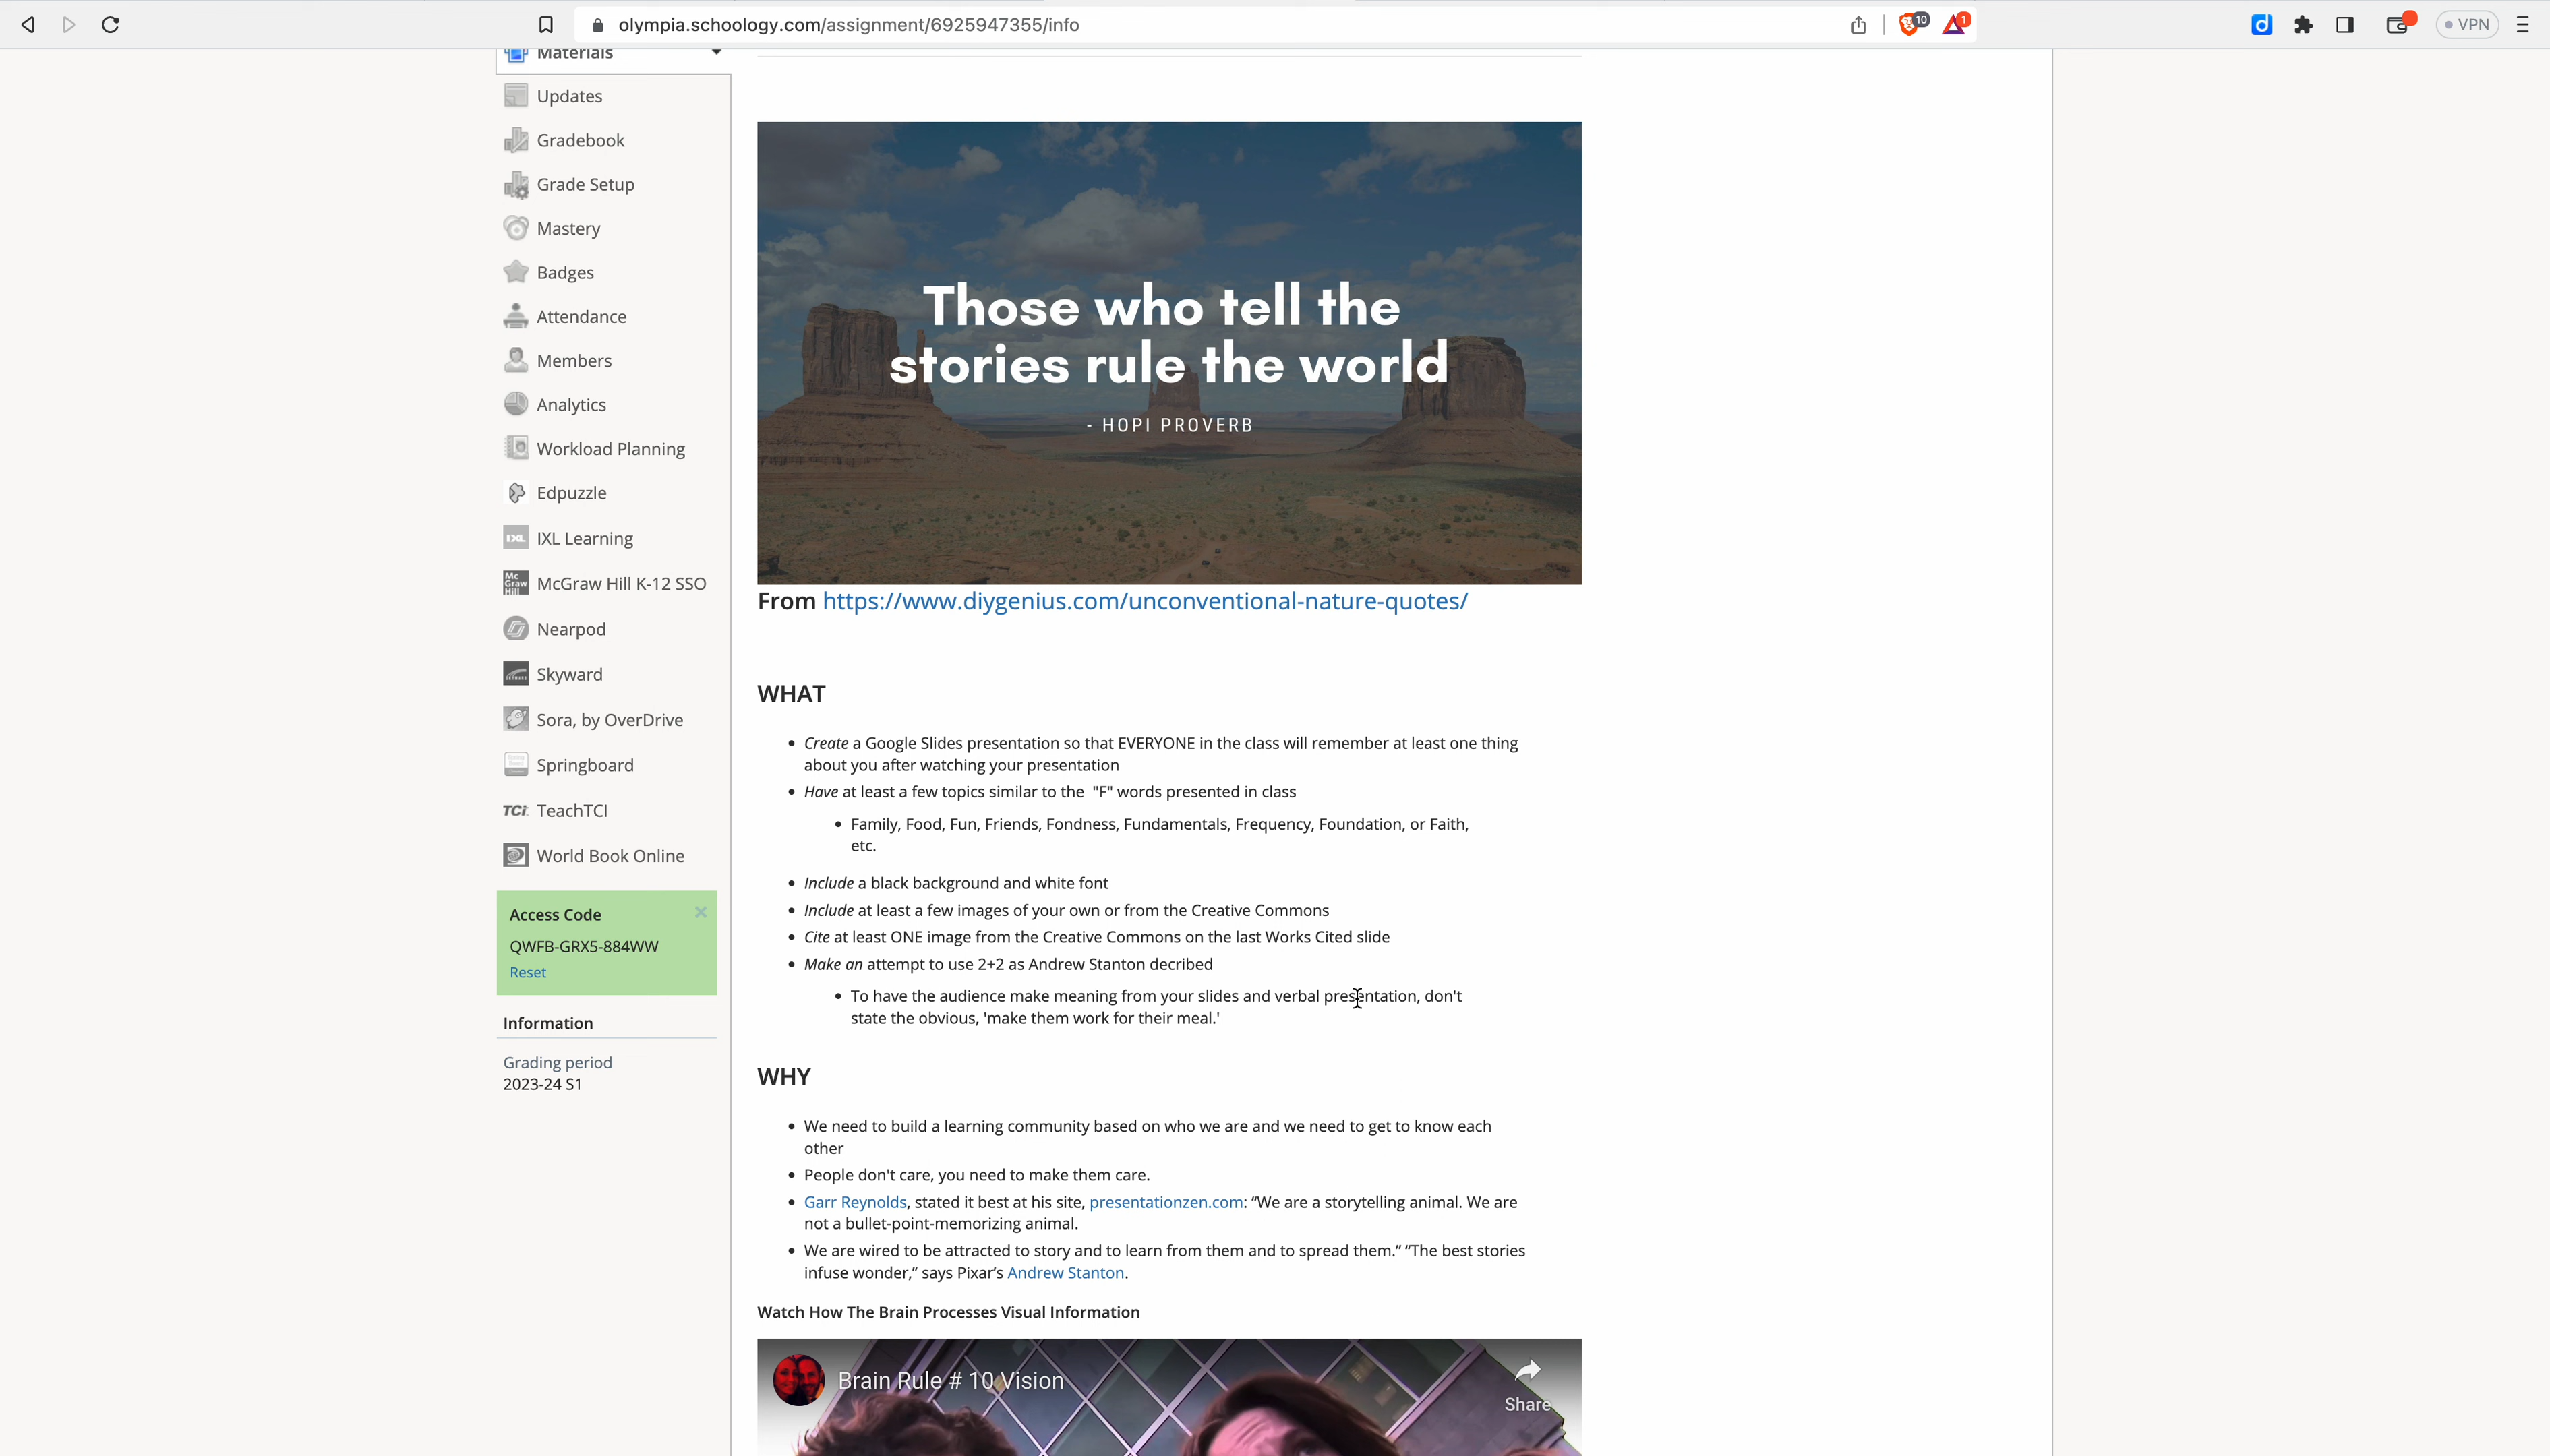 olympia.schoology.com/assignment/6925947355/info
10
1
VPN
Materials
Updates
Gradebook
Grade Setup
Mastery
Badges
Attendance
Members
Analytics
Workload Planning
Edpuzzle
IXL
IXL Learning
Mc
Graw
Hill
McGraw Hill K-12 SSO
Nearpod
Skyward
Sora, by OverDrive
Springboard
TCi
TeachTCI
World Book Online
Access Code
QWFB-GRX5-884WW
Reset
Information
Grading period
2023-24 S1
Those who tell the
stories rule the world
- HOPI PROVERB
From https://www.diygenius.com/unconventional-nature-quotes/
WHAT
• Create a Google Slides presentation so that EVERYONE in the class will remember at least one thing
about you after watching your presentation
• Have at least a few topics similar to the "F" words presented in class
• Family, Food, Fun, Friends, Fondness, Fundamentals, Frequency, Foundation, or Faith,
etc.
• Include a black background and white font
• Include at least a few images of your own or from the Creative Commons
• Cite at least ONE image from the Creative Commons on the last Works Cited slide
• Make an attempt to use 2+2 as Andrew Stanton decribed
• To have the audience make meaning from your slides and verbal presentation, don't
state the obvious, 'make them work for their meal.'
WHY
• We need to build a learning community based on who we are and we need to get to know each
other
• People don't care, you need to make them care.
• Garr Reynolds, stated it best at his site, presentationzen.com: “We are a storytelling animal. We are
not a bullet-point-memorizing animal.
• We are wired to be attracted to story and to learn from them and to spread them.” “The best stories
infuse wonder,” says Pixar’s Andrew Stanton.
Watch How The Brain Processes Visual Information
Brain Rule # 10 Vision
Share